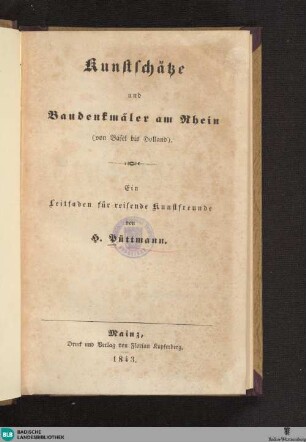 Kunstschätze
und
Baudenkmäler am Rhein
(von Basel bis Holland).
Ein
Leitfaden für reisende Kunstfreunde
von
H. Püttmann.
Mainz,
Druck und Verlag von Florian Kupferberg.
1843.
BLB BADISCHE LANDESBIBLIOTHEK